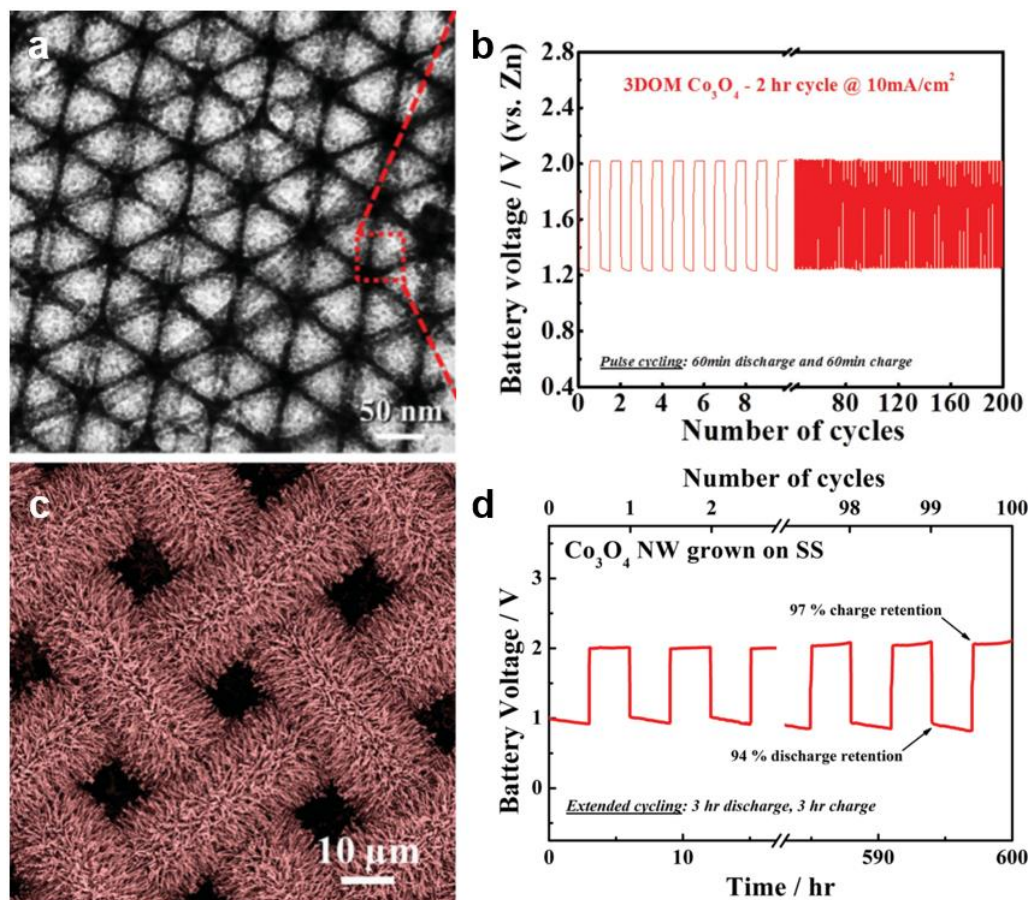 a
50 nm
b
Battery voltage / V (vs. Zn)
2.8
2.4
2.0
1.6
1.2
0.8
0.4
3DOM Co₃O₄ - 2 hr cycle @ 10mA/cm²
Pulse cycling: 60min discharge and 60min charge
0 2 4 6 8 80 120 160 200
Number of cycles
c
10 µm
d
Number of cycles
0 1 2 98 99 100
Co₃O₄ NW grown on SS
Battery Voltage / V
3
2
1
0
97 % charge retention
94 % discharge retention
Extended cycling: 3 hr discharge, 3 hr charge
0 10 590 600
Time / hr